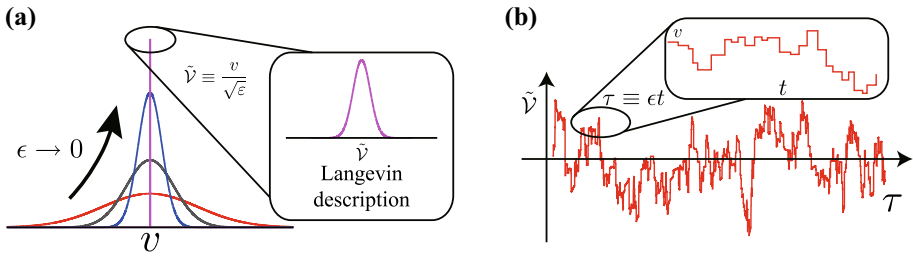 (a)
ϵ → 0
v
𝒱̃ ≡ v/√ε
𝒱̃
Langevin
description
(b)
𝒱̃
τ ≡ ϵt
v
t
τ